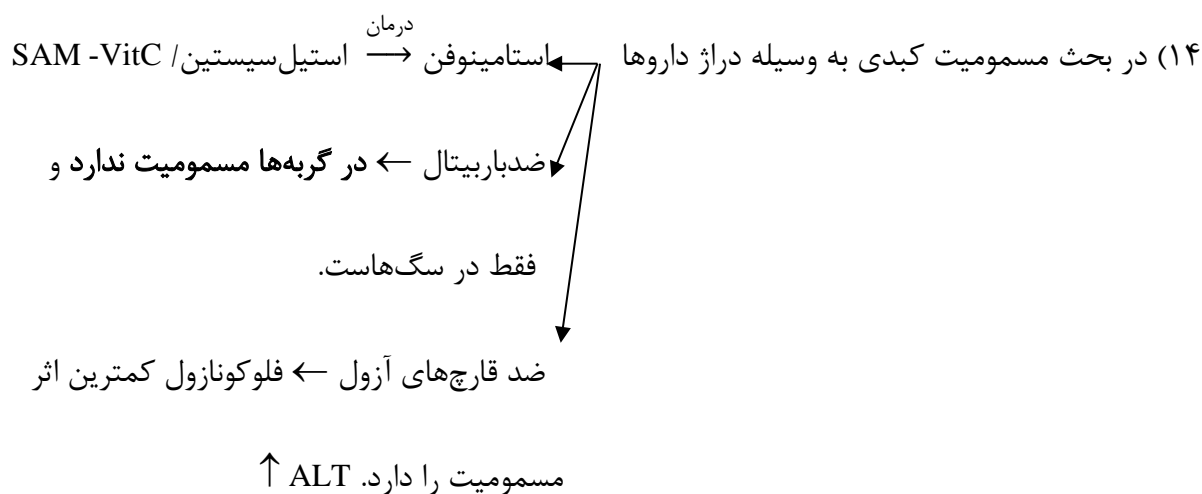 ۱۴) در بحث مسمومیت کبدی به وسیله دراژ داروها استامینوفن ⟶ درمان استیل‌سیستین/ SAM -VitC
ضدباربیتال ← در گربه‌ها مسمومیت ندارد و
فقط در سگ‌هاست.
ضد قارچ‌های آزول ← فلوکونازول کمترین اثر
مسمومیت را دارد. ALT ↑